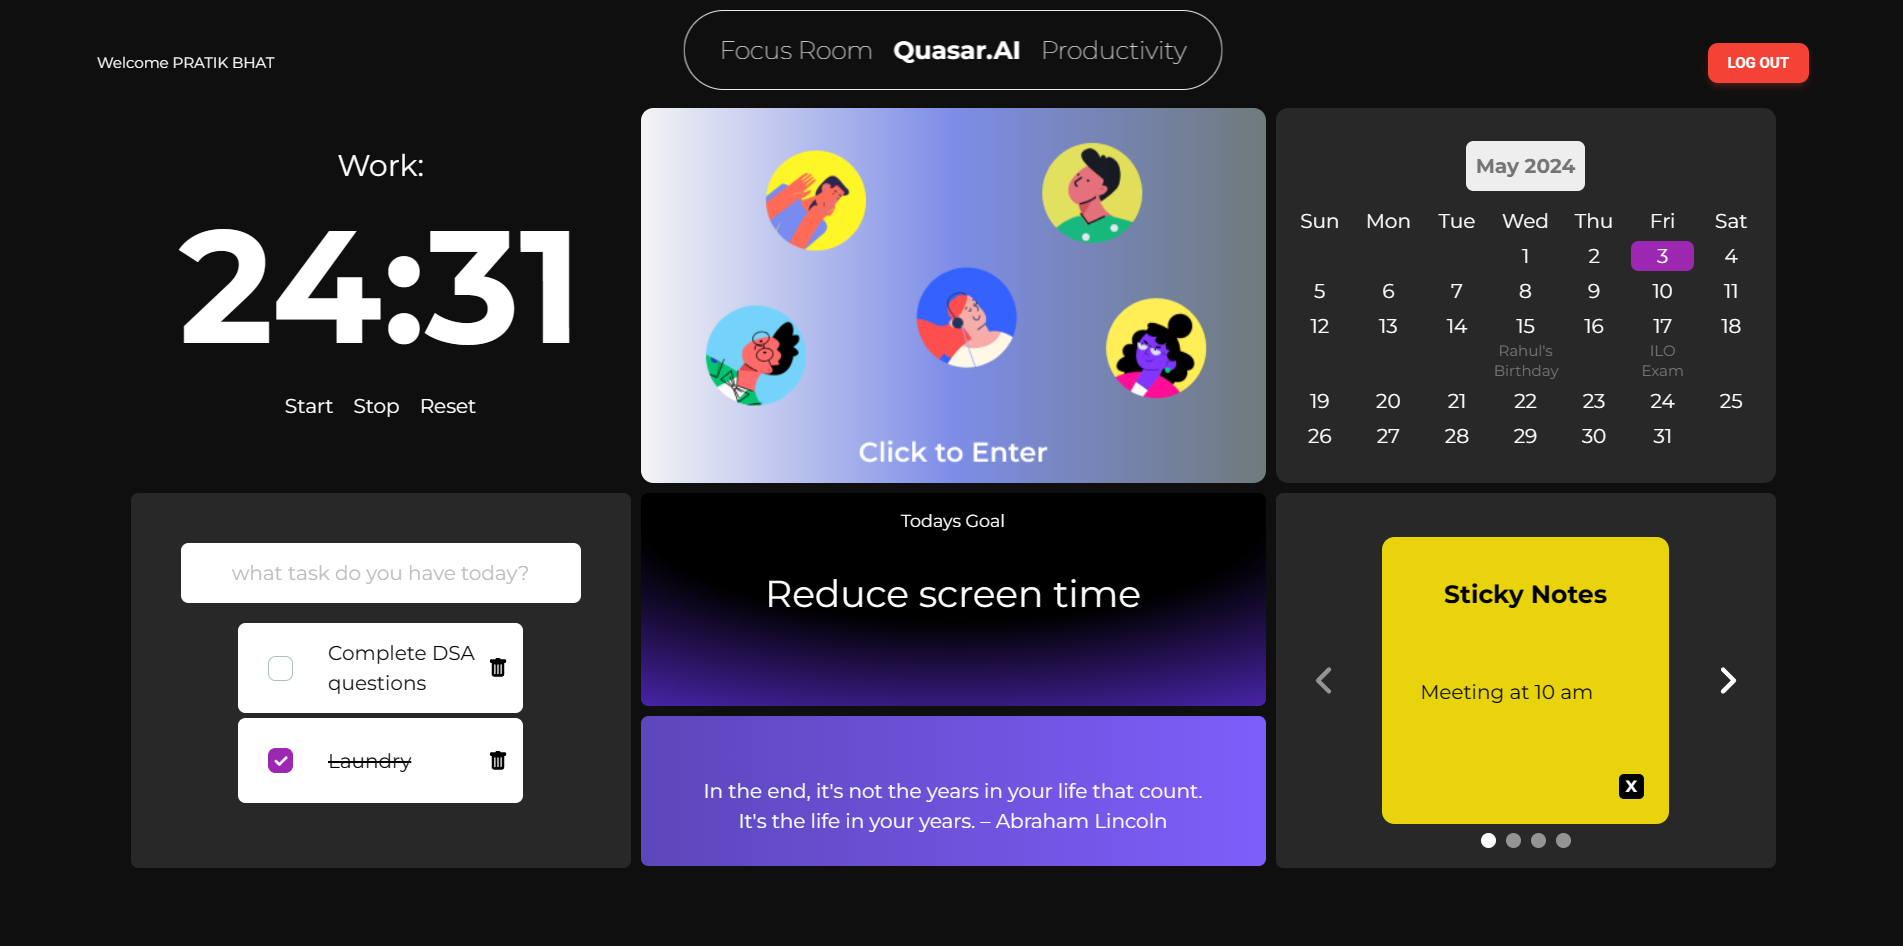 Welcome PRATIK BHAT
Focus Room Quasar.AI Productivity
LOG OUT
Work:
24:31
Start Stop Reset
Click to Enter
May 2024
Sun Mon Tue Wed Thu Fri Sat
1 2 3 4
5 6 7 8 9 10 11
12 13 14 15 16 17 18
Rahul's ILO
Birthday Exam
19 20 21 22 23 24 25
26 27 28 29 30 31
what task do you have today?
Complete DSA
questions
Laundry
Todays Goal
Reduce screen time
In the end, it's not the years in your life that count.
It's the life in your years. – Abraham Lincoln
Sticky Notes
Meeting at 10 am
X